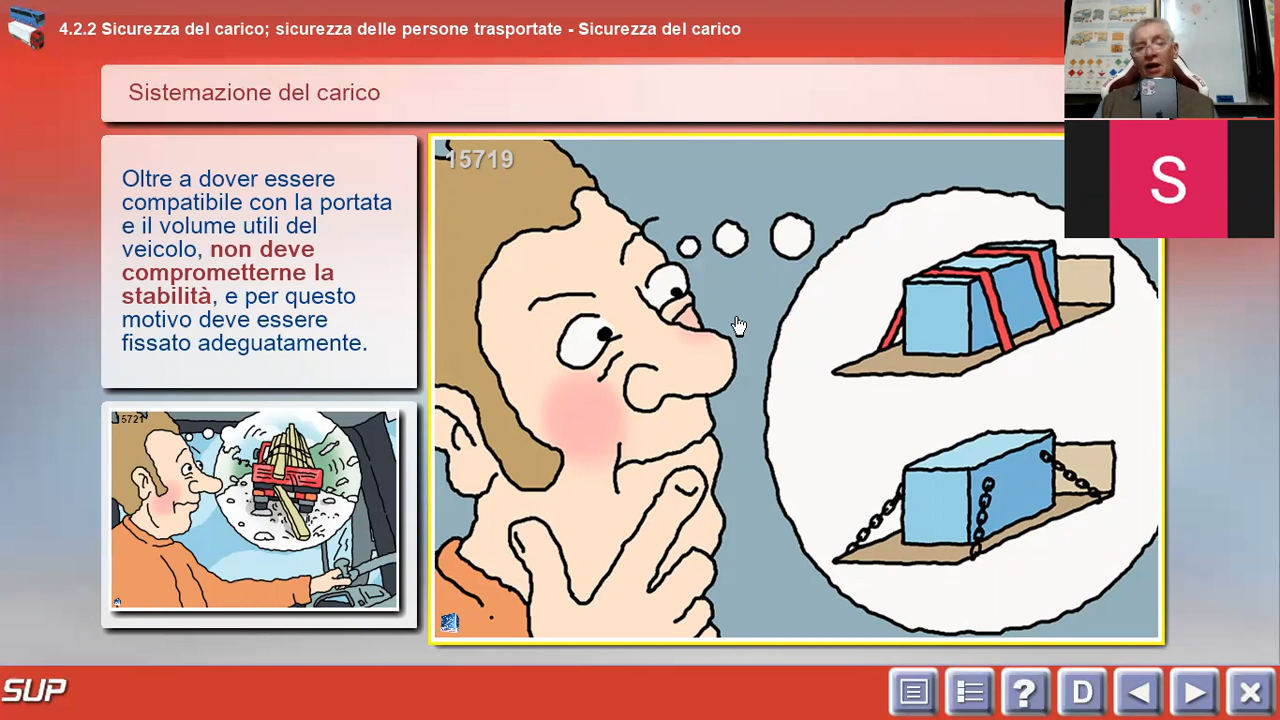 4.2.2 Sicurezza del carico; sicurezza delle persone trasportate - Sicurezza del carico
Sistemazione del carico
Oltre a dover essere
compatibile con la portata
e il volume utili del
veicolo, non deve
comprometterne la
stabilità, e per questo
motivo deve essere
fissato adeguatamente.
15719
S
15721
SUP
?
D